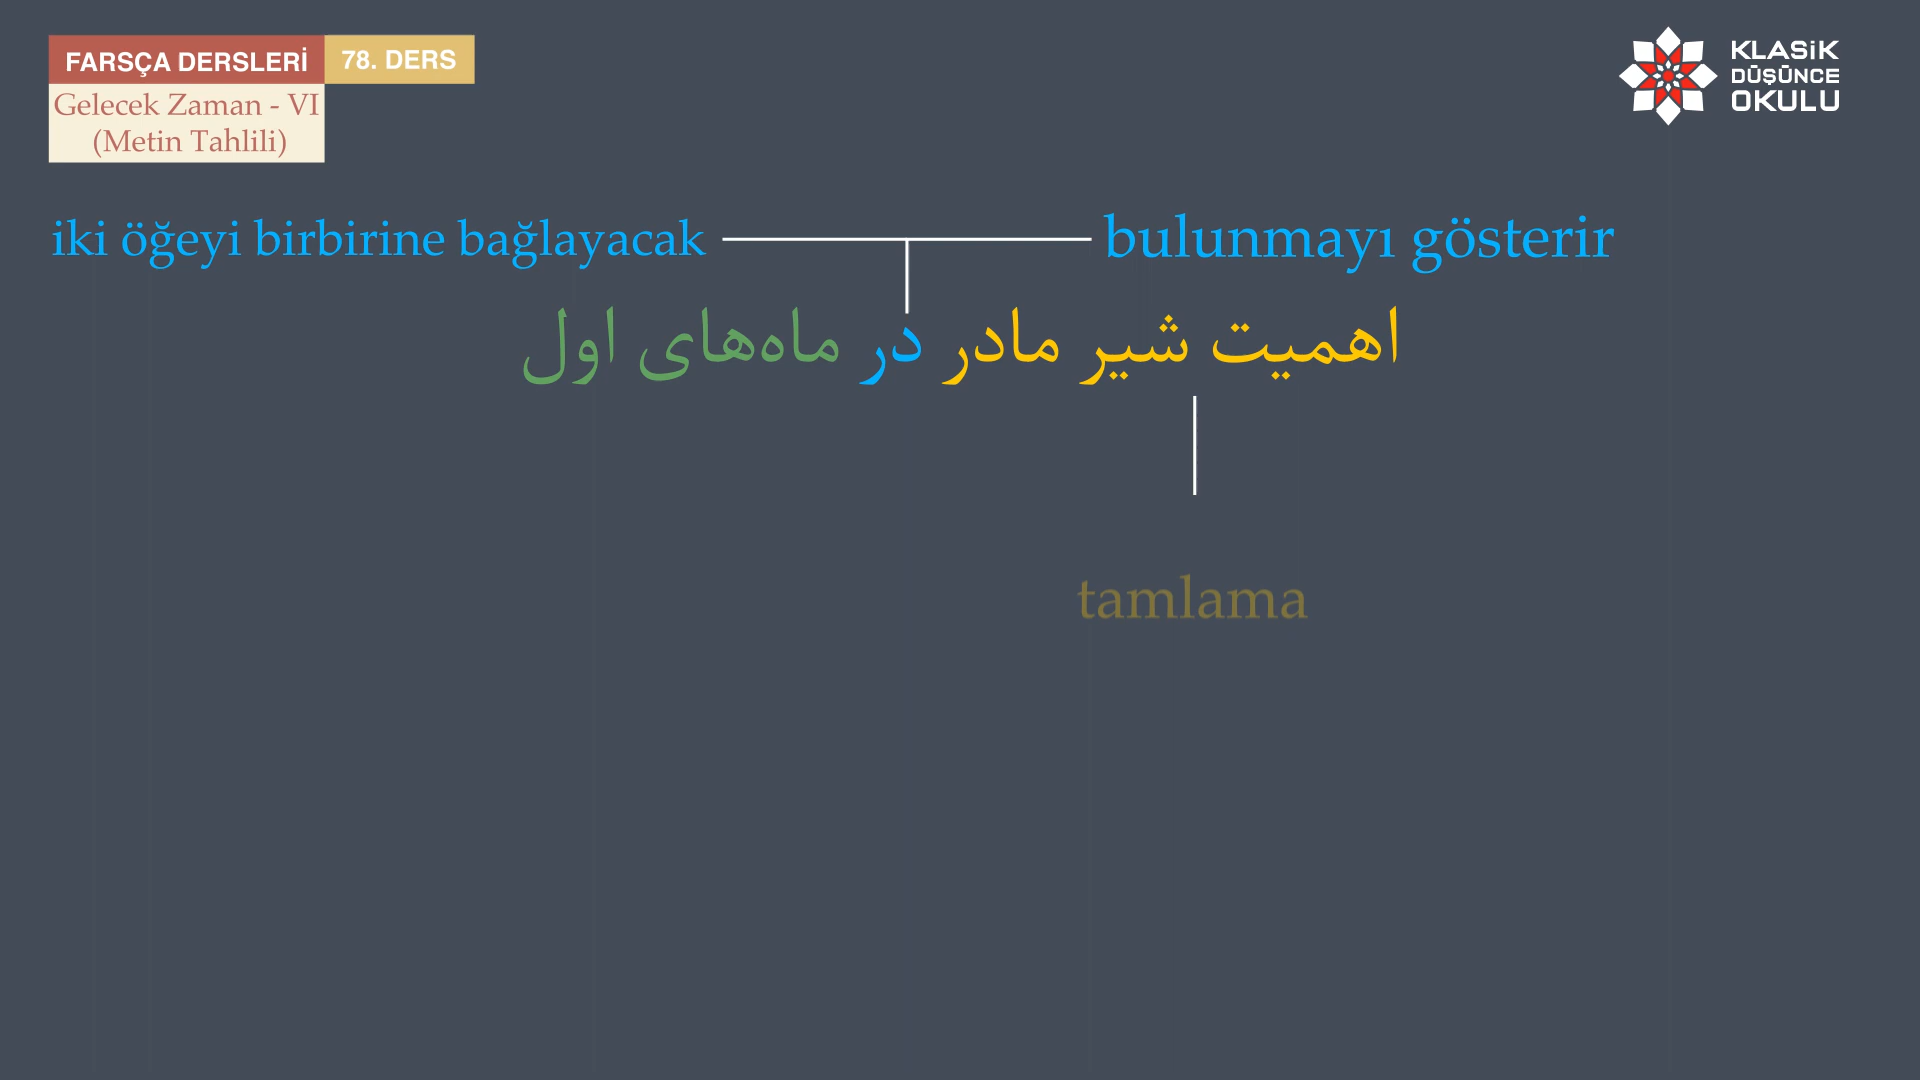 FARSÇA DERSLERİ
78. DERS
Gelecek Zaman - VI
(Metin Tahlili)
KLASiK
DÜŞÜNCE
OKULU
iki öğeyi birbirine bağlayacak
bulunmayı gösterir
اهمیت شیر مادر در ماه‌های اول
tamlama